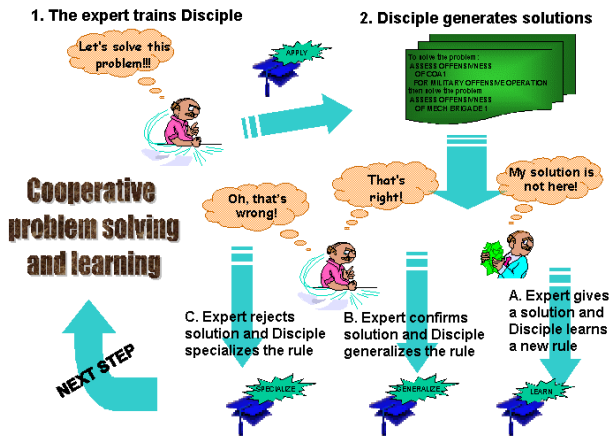 1. The expert trains Disciple
2. Disciple generates solutions
Let's solve this
problem!!!
APPLY
To solve the problem:
ASSESS OFFENSIVNESS
OF COA1
FOR MILITARY OFFENSIVE OPERATION
then solve the problem
ASSESS OFFENSIVNESS
OF MECH BRIGADE 1
Cooperative
problem solving
and learning
Oh, that's
wrong!
That's
right!
My solution is
not here!
C. Expert rejects
solution and Disciple
specializes the rule
B. Expert confirms
solution and Disciple
generalizes the rule
A. Expert gives
a solution and
Disciple learns
a new rule
NEXT STEP
SPECIALIZE
GENERALIZE
LEARN